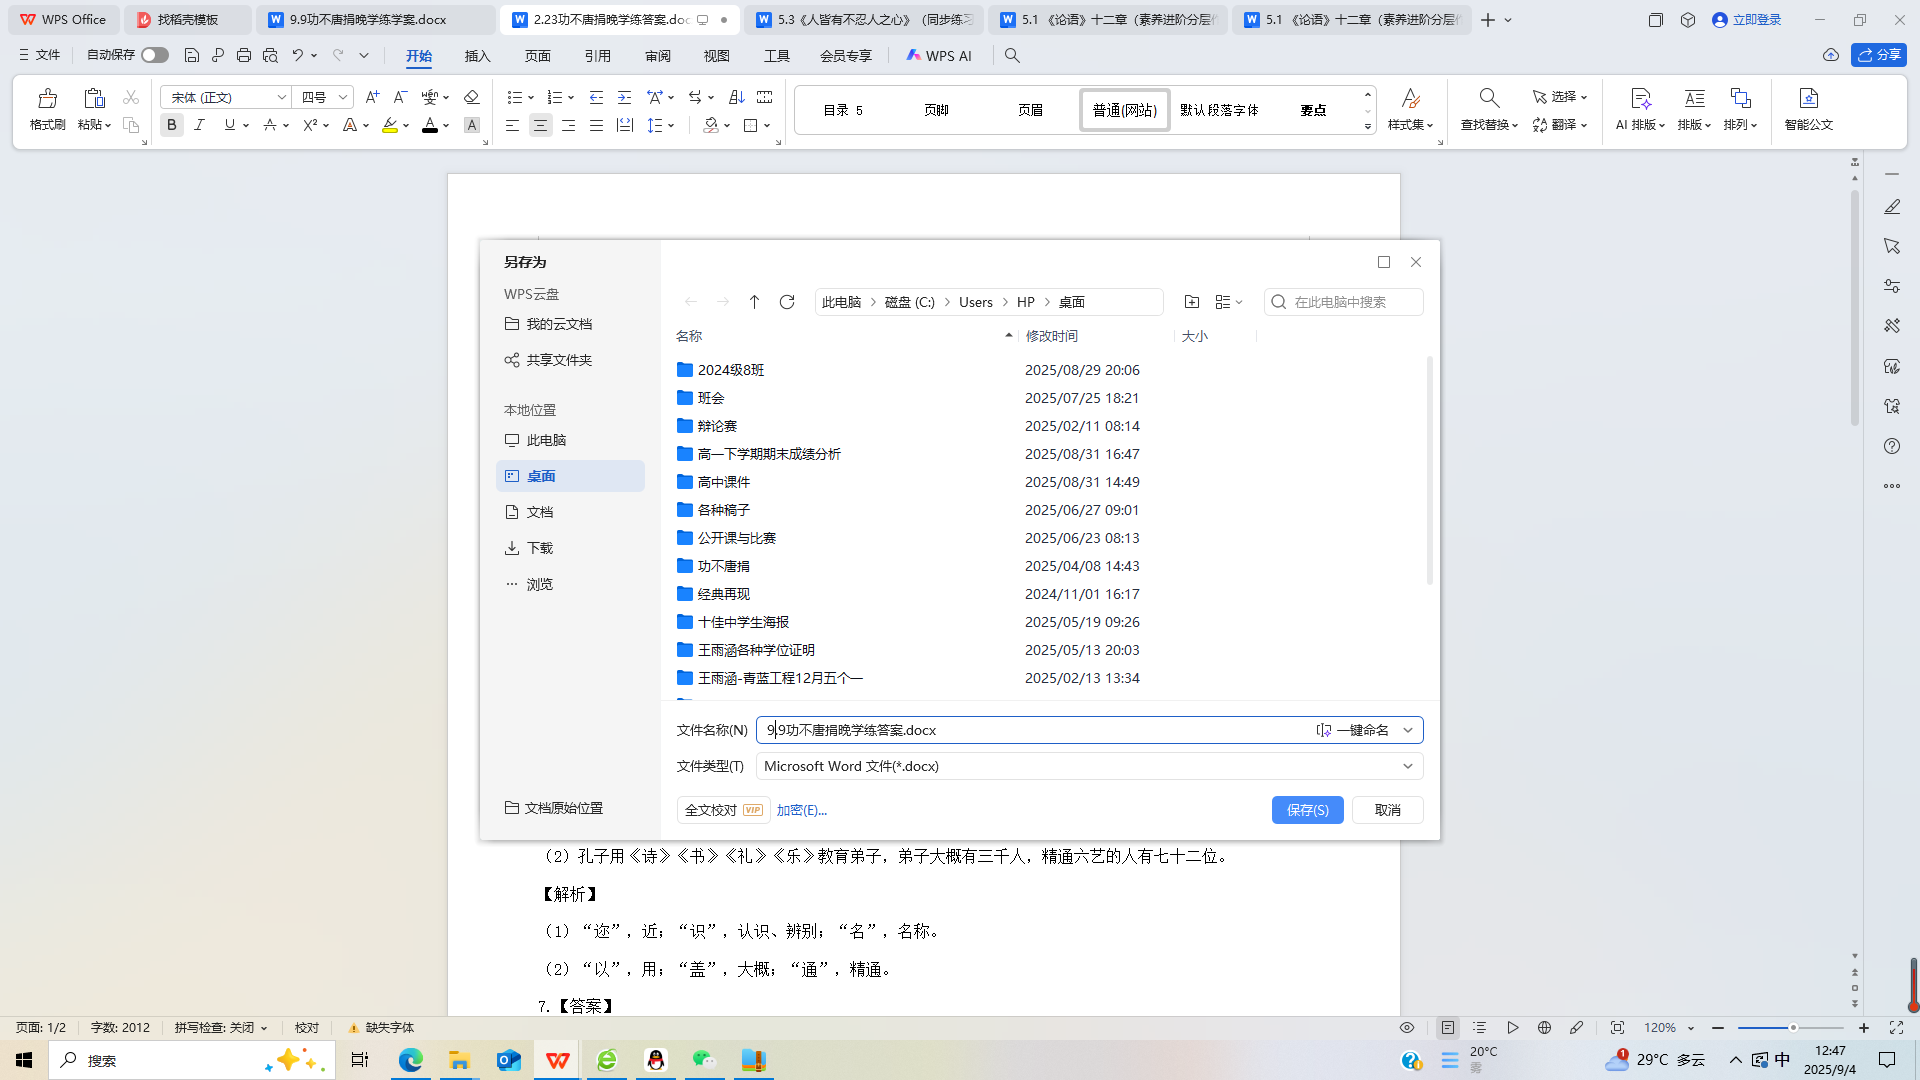 WPS Office 找稻壳模板 9.9功不唐捐晚学练学案.docx 2.23功不唐捐晚学练答案.doc 5.3《人皆有不忍人之心》（同步练习 5.1 《论语》十二章（素养进阶分层作 5.1 《论语》十二章（素养进阶分层作 立即登录
文件 自动保存 开始 插入 页面 引用 审阅 视图 工具 会员专享 WPS AI 分享
宋体 (正文) 四号 目录 5 页脚 页眉 普通(网站) 默认段落字体 要点 选择
格式刷 粘贴 样式集 查找替换 翻译 AI 排版 排版 排列 智能公文
另存为
WPS云盘
我的云文档
共享文件夹
本地位置
此电脑
桌面
文档
下载
浏览
文档原始位置
此电脑 磁盘 (C:) Users HP 桌面 在此电脑中搜索
名称 修改时间 大小
2024级8班 2025/08/29 20:06
班会 2025/07/25 18:21
辩论赛 2025/02/11 08:14
高一下学期期末成绩分析 2025/08/31 16:47
高中课件 2025/08/31 14:49
各种稿子 2025/06/27 09:01
公开课与比赛 2025/06/23 08:13
功不唐捐 2025/04/08 14:43
经典再现 2024/11/01 16:17
十佳中学生海报 2025/05/19 09:26
王雨涵各种学位证明 2025/05/13 20:03
王雨涵-青蓝工程12月五个一 2025/02/13 13:34
文件名称(N) 9.9功不唐捐晚学练答案.docx 一键命名
文件类型(T) Microsoft Word 文件(*.docx)
全文校对 VIP 加密(E)... 保存(S) 取消
（2）孔子用《诗》《书》《礼》《乐》教育弟子，弟子大概有三千人，精通六艺的人有七十二位。
【解析】
（1）“迩”，近；“识”，认识、辨别；“名”，名称。
（2）“以”，用；“盖”，大概；“通”，精通。
7.【答案】
页面: 1/2 字数: 2012 拼写检查: 关闭 校对 缺失字体 120%
搜索 20°C 雾 1 29°C 多云 中 12:47
2025/9/4